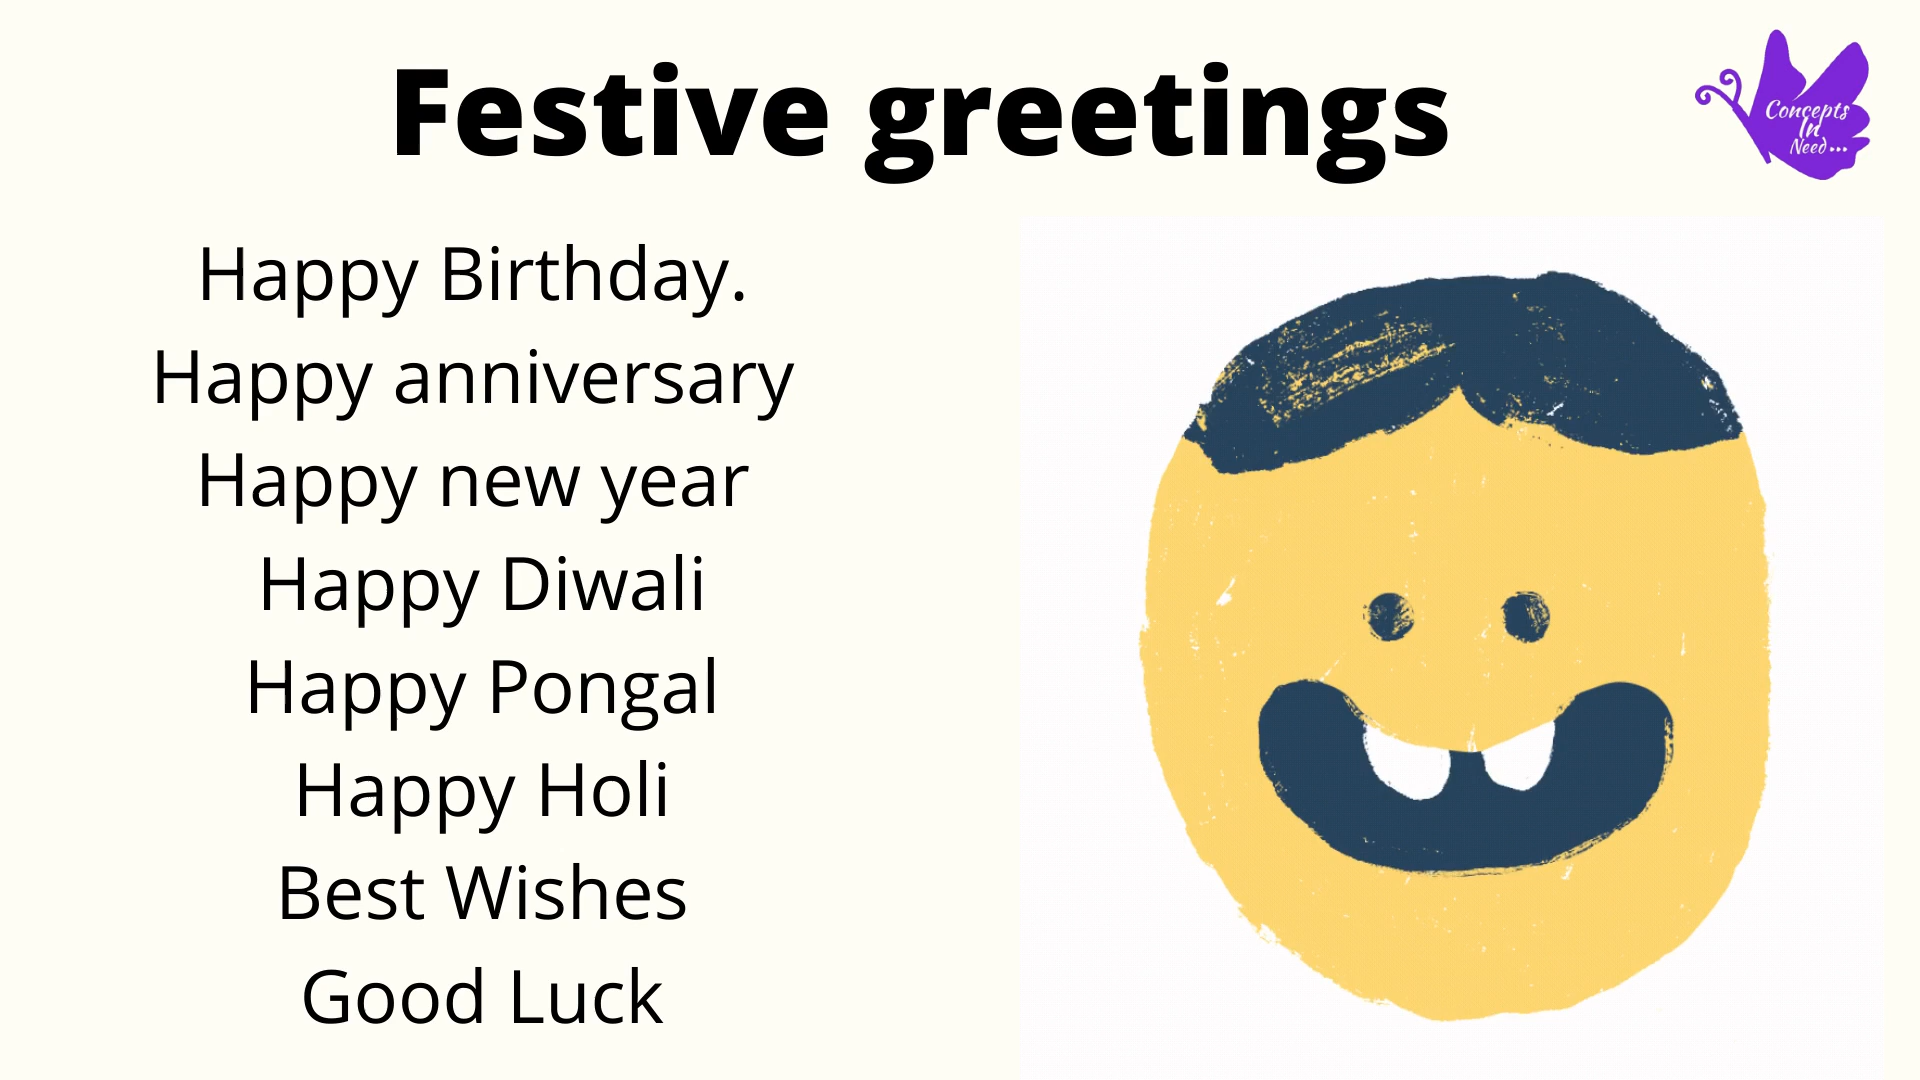 Festive greetings
Concepts
In
Need...
Happy Birthday.
Happy anniversary
Happy new year
Happy Diwali
Happy Pongal
Happy Holi
Best Wishes
Good Luck